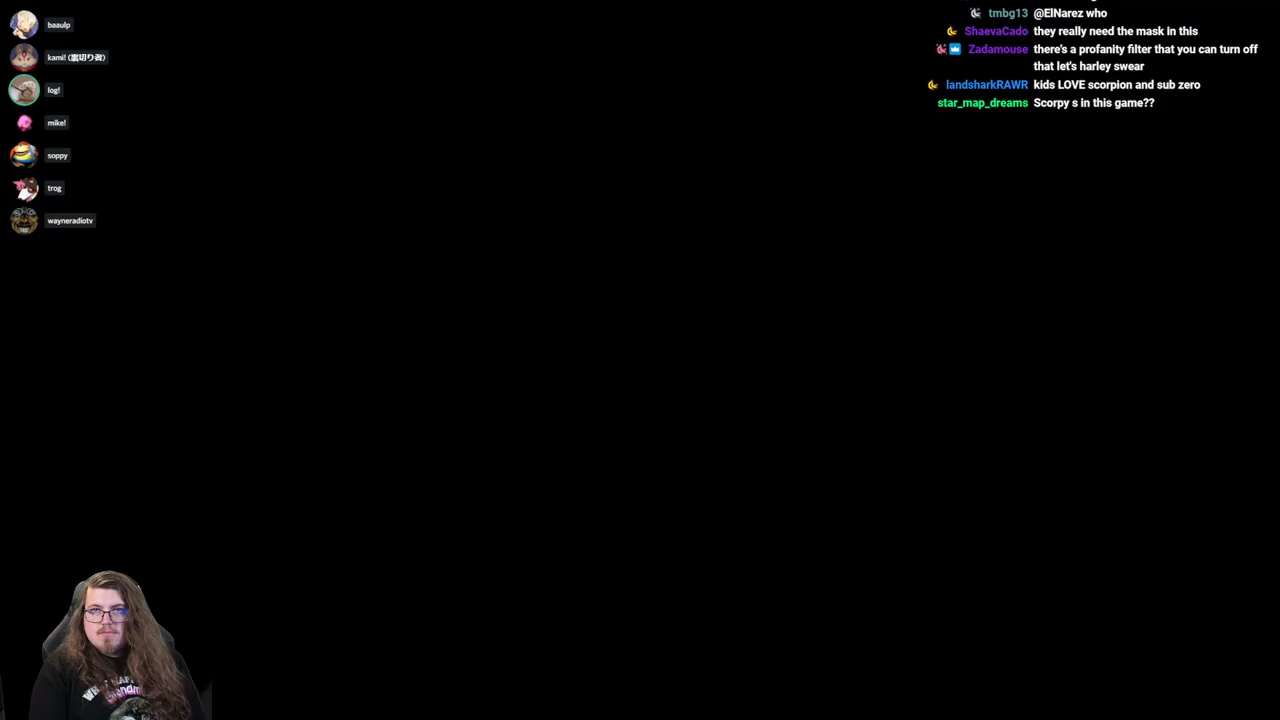 baaulp
kami! (裏切り者)
log!
mike!
soppy
trog
wayneradiotv
tmbg13 @ElNarez who
ShaevaCado they really need the mask in this
Zadamouse there's a profanity filter that you can turn off
that let's harley swear
landsharkRAWR kids LOVE scorpion and sub zero
star_map_dreams Scorpy s in this game??